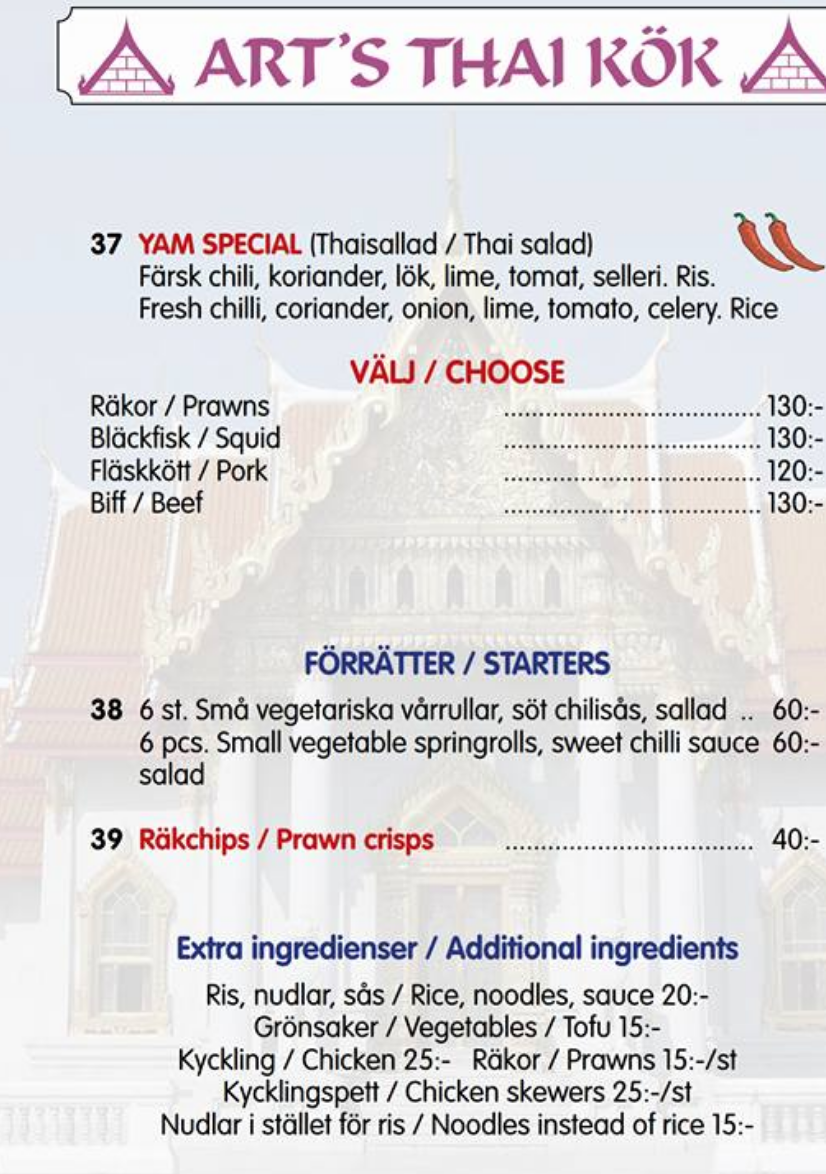 ART'S THAI KÖK
37 YAM SPECIAL (Thaisallad / Thai salad)
Färsk chili, koriander, lök, lime, tomat, selleri. Ris.
Fresh chilli, coriander, onion, lime, tomato, celery. Rice
VÄLJ / CHOOSE
Räkor / Prawns ................................. 130:-
Bläckfisk / Squid ................................. 130:-
Fläskkött / Pork ................................. 120:-
Biff / Beef ................................. 130:-
FÖRRÄTTER / STARTERS
38 6 st. Små vegetariska vårrullar, söt chilisås, sallad .. 60:-
6 pcs. Small vegetable springrolls, sweet chilli sauce 60:-
salad
39 Räkchips / Prawn crisps ................................ 40:-
Extra ingredienser / Additional ingredients
Ris, nudlar, sås / Rice, noodles, sauce 20:-
Grönsaker / Vegetables / Tofu 15:-
Kyckling / Chicken 25:- Räkor / Prawns 15:-/st
Kycklingspett / Chicken skewers 25:-/st
Nudlar i stället för ris / Noodles instead of rice 15:-